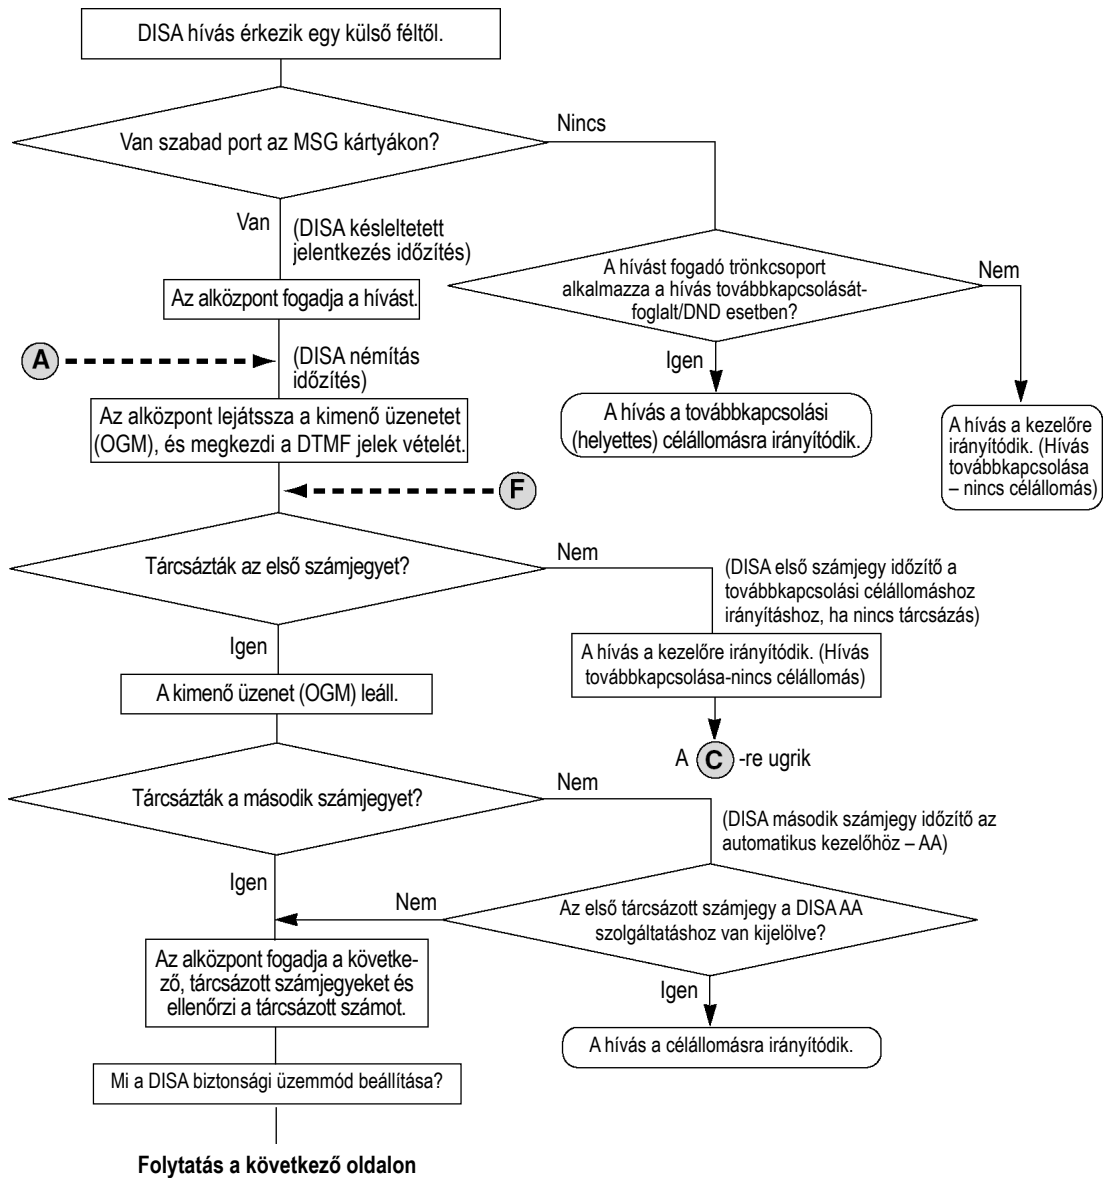 DISA hívás érkezik egy külső féltől.
Van szabad port az MSG kártyákon?
Nincs
Van
(DISA késleltetett
jelentkezés időzítés)
Az alközpont fogadja a hívást.
A hívást fogadó trönkcsoport
alkalmazza a hívás továbbkapcsolását-
foglalt/DND esetben?
Nem
Igen
A
(DISA némítás
időzítés)
A hívás a továbbkapcsolási
(helyettes) célállomásra irányítódik.
A hívás a kezelőre
irányítódik. (Hívás
továbbkapcsolása
– nincs célállomás)
Az alközpont lejátssza a kimenő üzenetet
(OGM), és megkezdi a DTMF jelek vételét.
F
Tárcsázták az első számjegyet?
Nem
(DISA első számjegy időzítő a
továbbkapcsolási célállomáshoz
irányításhoz, ha nincs tárcsázás)
Igen
A hívás a kezelőre irányítódik. (Hívás
továbbkapcsolása-nincs célállomás)
A kimenő üzenet (OGM) leáll.
A C -re ugrik
Tárcsázták a második számjegyet?
Nem
(DISA második számjegy időzítő az
automatikus kezelőhöz – AA)
Igen
Nem
Az első tárcsázott számjegy a DISA AA
szolgáltatáshoz van kijelölve?
Az alközpont fogadja a követke-
ző, tárcsázott számjegyeket és
ellenőrzi a tárcsázott számot.
Igen
A hívás a célállomásra irányítódik.
Mi a DISA biztonsági üzemmód beállítása?
Folytatás a következő oldalon